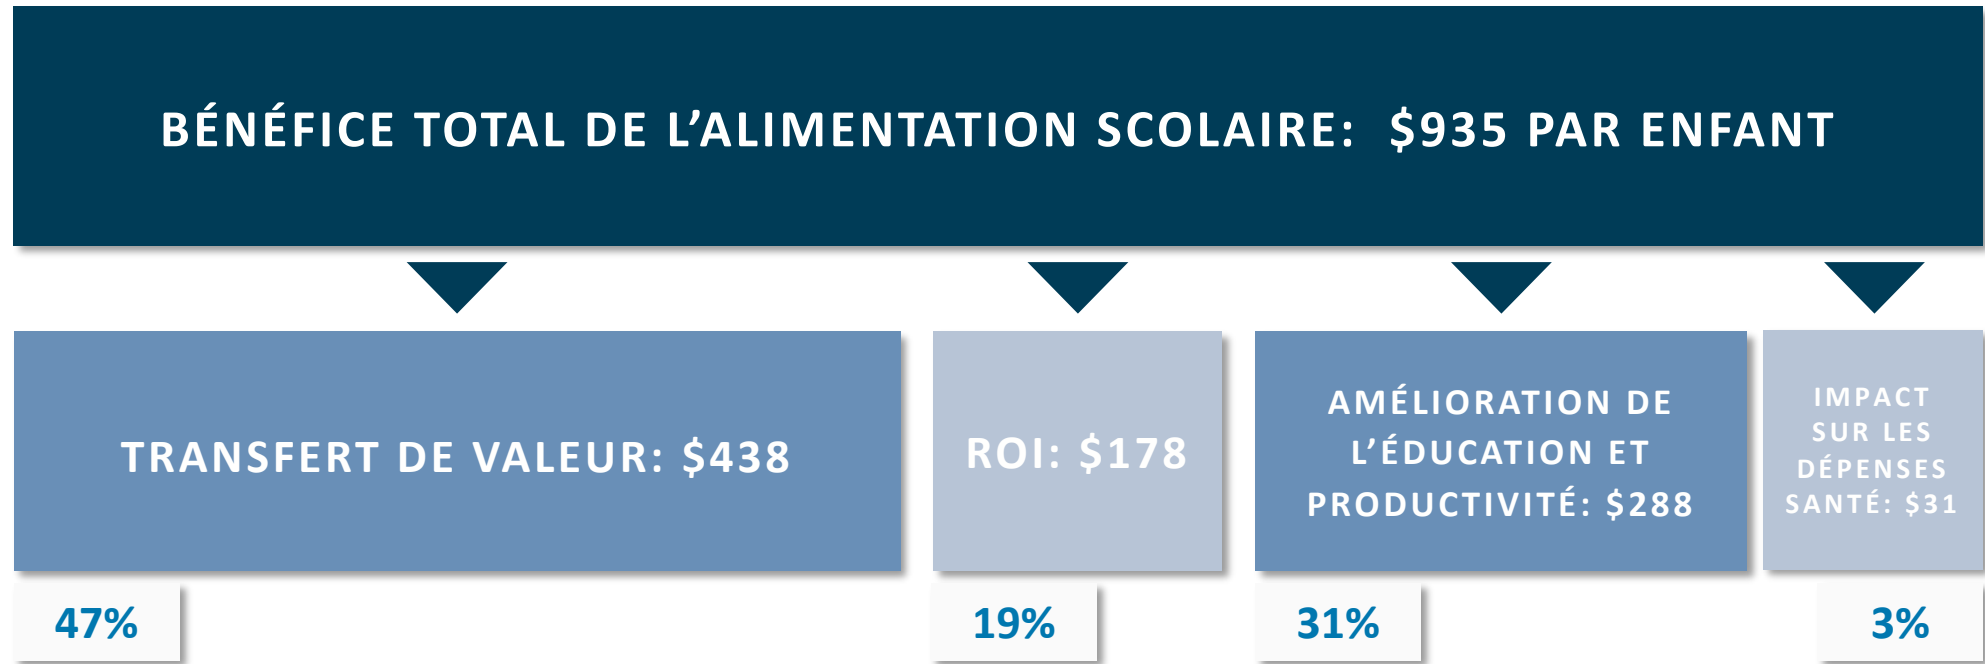 BÉNÉFICE TOTAL DE L’ALIMENTATION SCOLAIRE: $935 PAR ENFANT
TRANSFERT DE VALEUR: $438
ROI: $178
AMÉLIORATION DE
L’ÉDUCATION ET
PRODUCTIVITÉ: $288
IMPACT
SUR LES
DÉPENSES
SANTÉ: $31
47%
19%
31%
3%